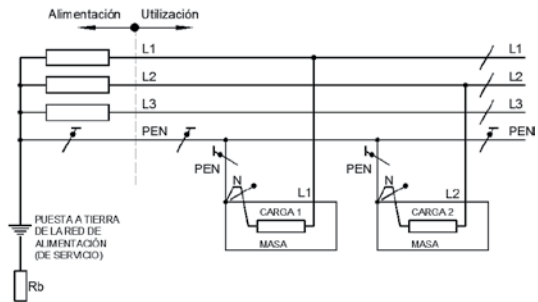 Alimentación Utilización
L1 L1
L2 L2
L3 L3
PEN PEN
PEN PEN
N L1 N L2
CARGA 1 CARGA 2
MASA MASA
PUESTA A TIERRA
DE LA RED DE
ALIMENTACIÓN
(DE SERVICIO)
Rb